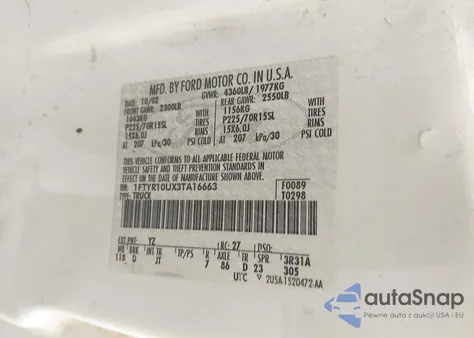 MFD. BY FORD MOTOR CO. IN U.S.A.
DATE: 10/02 GVWR: 4360LB/1977KG
FRONT GAWR: 2300LB REAR GAWR: 2550LB
1043KG WITH 1156KG WITH
P225/70R15SL TIRES P225/70R15SL TIRES
15X6.0J RIMS 15X6.0J RIMS
AT 207 kPa/30 PSI COLD AT 207 kPa/30 PSI COLD
THIS VEHICLE CONFORMS TO ALL APPLICABLE FEDERAL MOTOR
VEHICLE SAFETY AND THEFT PREVENTION STANDARDS IN
EFFECT ON THE DATE OF MANUFACTURE SHOWN ABOVE.
VIN: 1FTYR10UX3TA16663 F0089
TYPE: TRUCK T0298
EXT PNT: YZ RC: 27 DSO:
WB BRK INT TR TP/PS R AXLE TR SPR 3R31A
118 D JT 7 86 D 23 305
UTC 2U5A-1520472-AA
autaSnap
Pewne auta z aukcji USA i EU